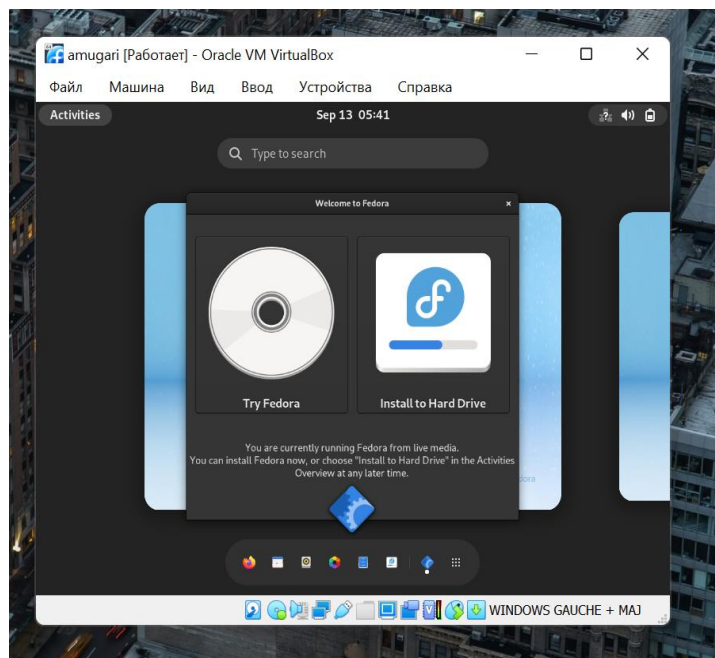 amugari [Работает] - Oracle VM VirtualBox
Файл Машина Вид Ввод Устройства Справка
Activities Sep 13 05:41
Type to search
Welcome to Fedora
Try Fedora Install to Hard Drive
You are currently running Fedora from live media.
You can install Fedora now, or choose "Install to Hard Drive" in the Activities
Overview at any later time.
dora
WINDOWS GAUCHE + MAJ